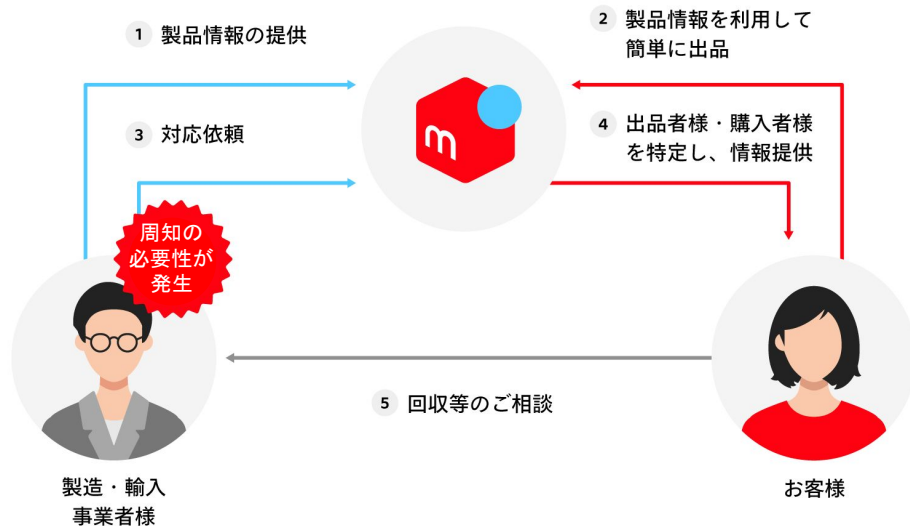 1 製品情報の提供
2 製品情報を利用して
簡単に出品
3 対応依頼
4 出品者様・購入者様
を特定し、情報提供
m
周知の
必要性が
発生
5 回収等のご相談
製造・輸入
事業者様
お客様